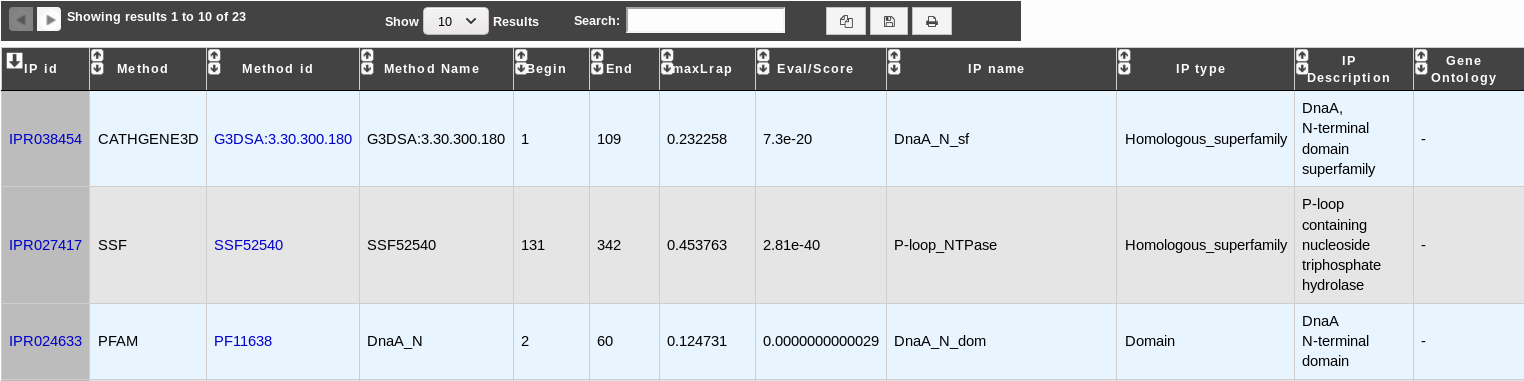 Showing results 1 to 10 of 23 Show 10 Results Search:
IP id Method Method id Method Name Begin End maxLrap Eval/Score IP name IP type IP Description Gene Ontology
IPR038454 CATHGENE3D G3DSA:3.30.300.180 G3DSA:3.30.300.180 1 109 0.232258 7.3e-20 DnaA_N_sf Homologous_superfamily DnaA,
N-terminal
domain
superfamily -
IPR027417 SSF SSF52540 SSF52540 131 342 0.453763 2.81e-40 P-loop_NTPase Homologous_superfamily P-loop
containing
nucleoside
triphosphate
hydrolase -
IPR024633 PFAM PF11638 DnaA_N 2 60 0.124731 0.0000000000029 DnaA_N_dom Domain DnaA
N-terminal
domain -